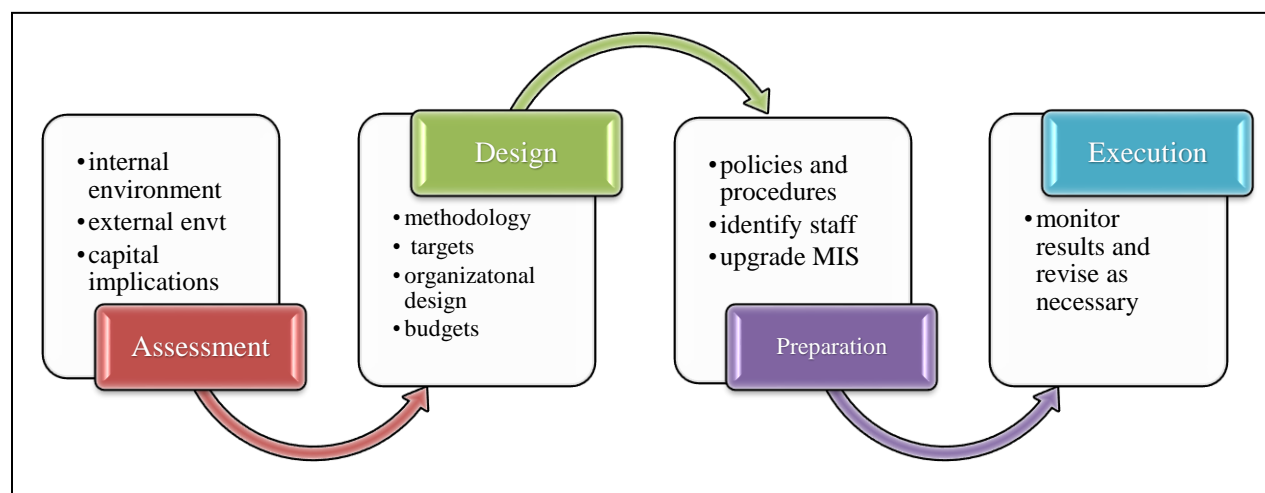 •internal
environment
•external envt
•capital
implications
Assessment
Design
•methodology
• targets
•organizatonal
design
•budgets
•policies and
procedures
•identify staff
•upgrade MIS
Preparation
Execution
•monitor
results and
revise as
necessary